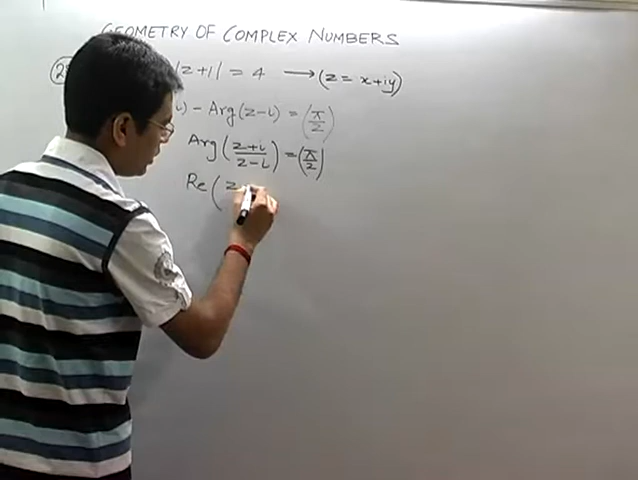 GEOMETRY OF COMPLEX NUMBERS
|z+1| = 4 → (z = x+iy)
) - Arg(z-i) = (π/2)
Arg(z+i/z-i) = (π/2)
Re(z